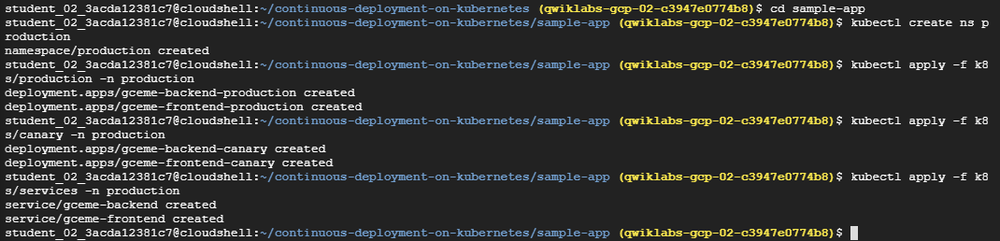 student_02_3acda12381c7@cloudshell:~/continuous-deployment-on-kubernetes (qwiklabs-gcp-02-c3947e0774b8)$ cd sample-app
student_02_3acda12381c7@cloudshell:~/continuous-deployment-on-kubernetes/sample-app (qwiklabs-gcp-02-c3947e0774b8)$ kubectl create ns p
roduction
namespace/production created
student_02_3acda12381c7@cloudshell:~/continuous-deployment-on-kubernetes/sample-app (qwiklabs-gcp-02-c3947e0774b8)$ kubectl apply -f k8
s/production -n production
deployment.apps/gceme-backend-production created
deployment.apps/gceme-frontend-production created
student_02_3acda12381c7@cloudshell:~/continuous-deployment-on-kubernetes/sample-app (qwiklabs-gcp-02-c3947e0774b8)$ kubectl apply -f k8
s/canary -n production
deployment.apps/gceme-backend-canary created
deployment.apps/gceme-frontend-canary created
student_02_3acda12381c7@cloudshell:~/continuous-deployment-on-kubernetes/sample-app (qwiklabs-gcp-02-c3947e0774b8)$ kubectl apply -f k8
s/services -n production
service/gceme-backend created
service/gceme-frontend created
student_02_3acda12381c7@cloudshell:~/continuous-deployment-on-kubernetes/sample-app (qwiklabs-gcp-02-c3947e0774b8)$